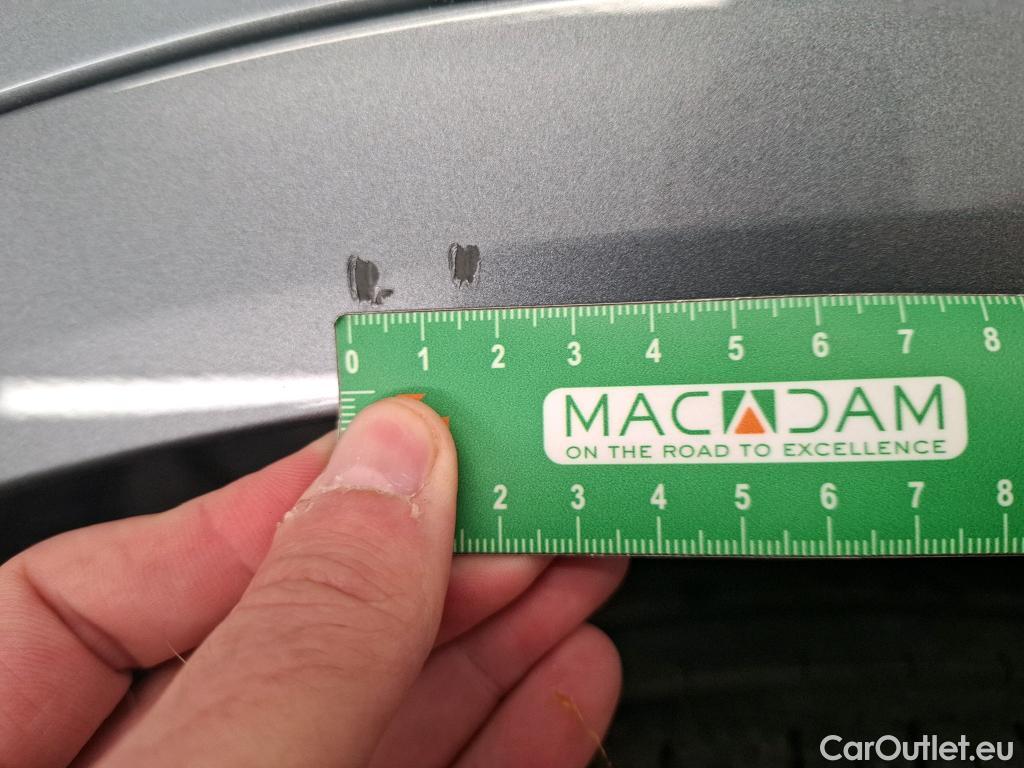 0 1 2 3 4 5 6 7 8
MACADAM
ON THE ROAD TO EXCELLENCE
2 3 4 5 6 7 8
CarOutlet.eu